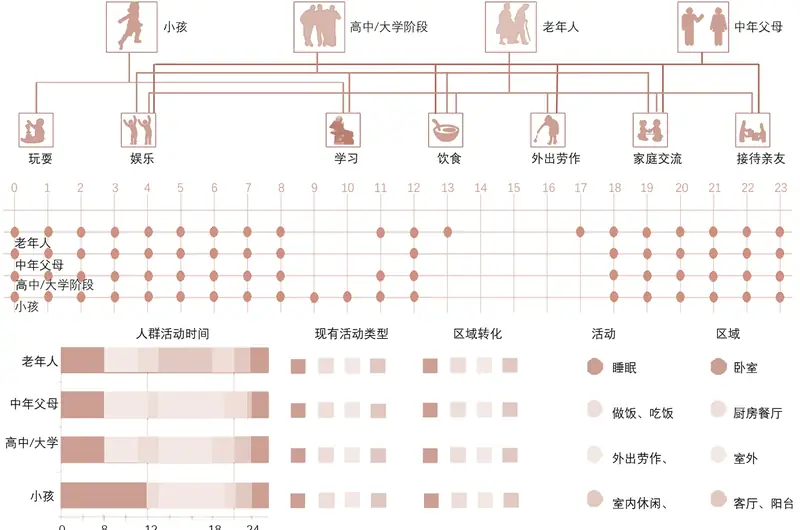 小孩 高中/大学阶段 老年人 中年父母
玩耍 娱乐 学习 饮食 外出劳作 家庭交流 接待亲友
0 1 2 3 4 5 6 7 8 9 10 11 12 13 14 15 16 17 18 19 20 21 22 23
老年人
中年父母
高中/大学阶段
小孩
人群活动时间 现有活动类型 区域转化 活动 区域
老年人 睡眠 卧室
中年父母 做饭、吃饭 厨房餐厅
高中/大学 外出劳作、 室外
小孩 室内休闲、 客厅、阳台
0 8 12 18 24